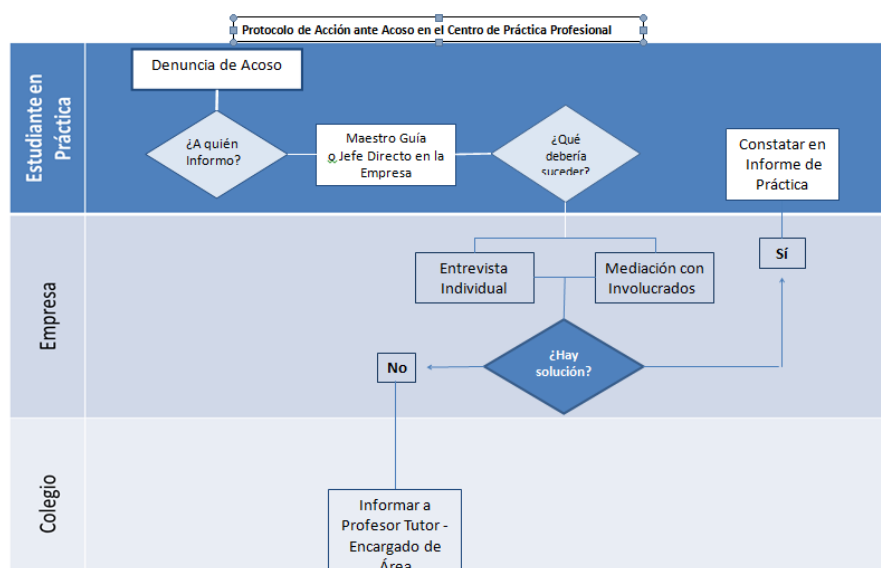 Protocolo de Acción ante Acoso en el Centro de Práctica Profesional
Estudiante en
Práctica
Denuncia de Acoso
¿A quién
Informo?
Maestro Guía
o Jefe Directo en la
Empresa
¿Qué
debería
suceder?
Constatar en
Informe de
Práctica
Empresa
Entrevista
Individual
Mediación con
Involucrados
Sí
¿Hay
solución?
No
Colegio
Informar a
Profesor Tutor -
Encargado de
Área